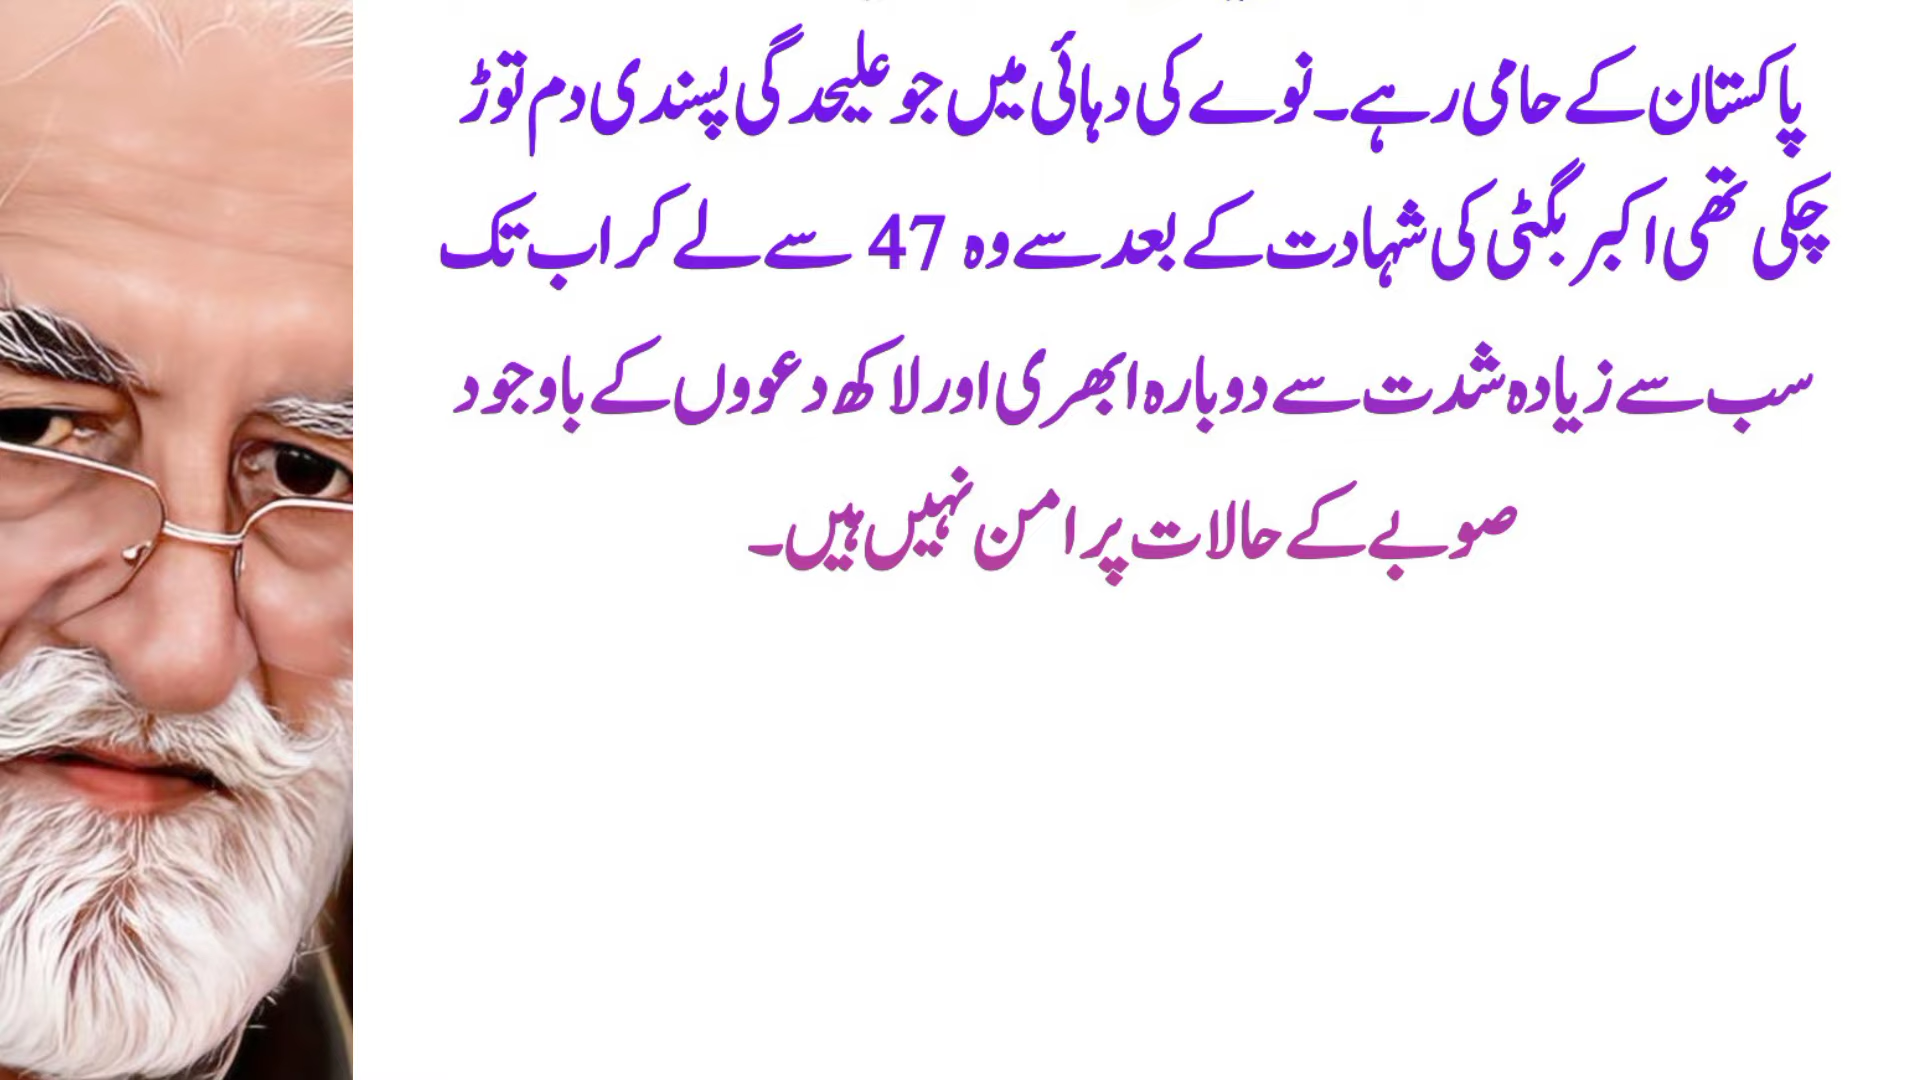 پاکستان کے حامی رہے۔ نوے کی دہائی میں جو علیحدگی پسندی دم توڑ
چکی تھی اکبر بگٹی کی شہادت کے بعد سے وہ 47 سے لے کر اب تک
سب سے زیادہ شدت سے دوبارہ ابھری اور لاکھ دعووں کے باوجود
صوبے کے حالات پرامن نہیں ہیں۔